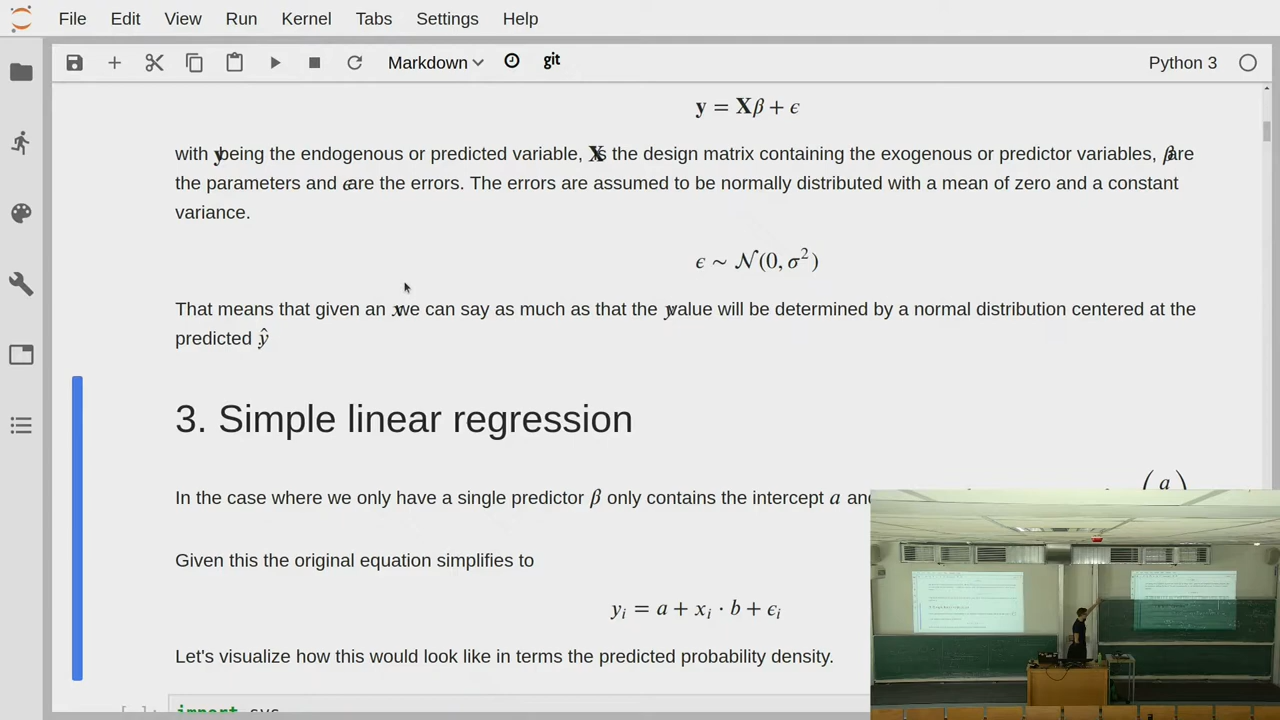 File Edit View Run Kernel Tabs Settings Help
Markdown git Python 3
y = Xβ + ϵ
with y being the endogenous or predicted variable, X is the design matrix containing the exogenous or predictor variables, β are
the parameters and ϵ are the errors. The errors are assumed to be normally distributed with a mean of zero and a constant
variance.
ϵ ∼ 𝒩(0, σ²)
That means that given an x we can say as much as that the y value will be determined by a normal distribution centered at the
predicted ŷ
3. Simple linear regression
In the case where we only have a single predictor β only contains the intercept a and (a)
Given this the original equation simplifies to
yᵢ = a + xᵢ · b + ϵᵢ
Let's visualize how this would look like in terms the predicted probability density.
[ ]: import sys